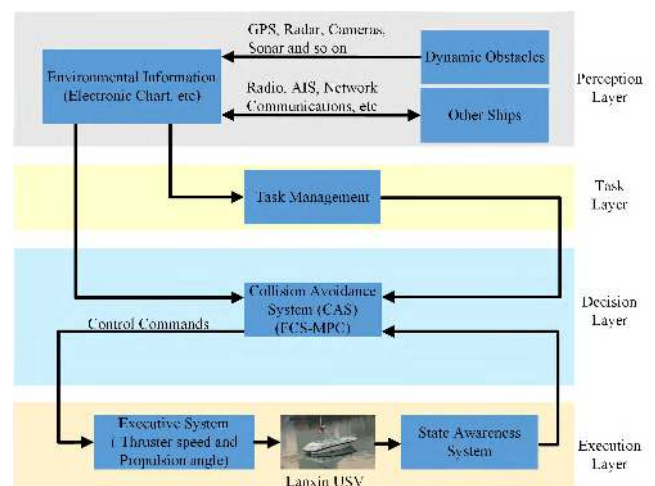 GPS, Radar, Cameras,
Sonar and so on
Dynamic Obstacles
Environmental Information
(Electronic Chart, etc)
Radio, AIS, Network
Communications, etc
Other Ships
Perception
Layer
Task Management
Task
Layer
Collision Avoidance
System (CAS)
(FCS-MPC)
Control Commands
Decision
Layer
Executive System
( Thruster speed and
Propulsion angle)
Lanxin USV
State Awareness
System
Execution
Layer